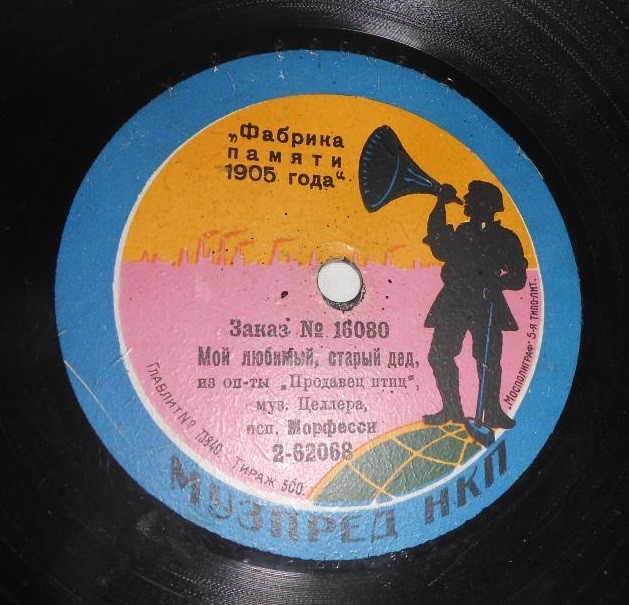 „Фабрика
памяти
1905 года“
Заказ № 16080
Мой любимый, старый дед,
из оп-ты „Продавец птиц“,
муз. Целлера,
исп. Морфесси
2-62068
Главлит № 73940. Тираж 500.
МУЗПРЕД НКП
„Мосполиграф“ 5-я типо-лит.